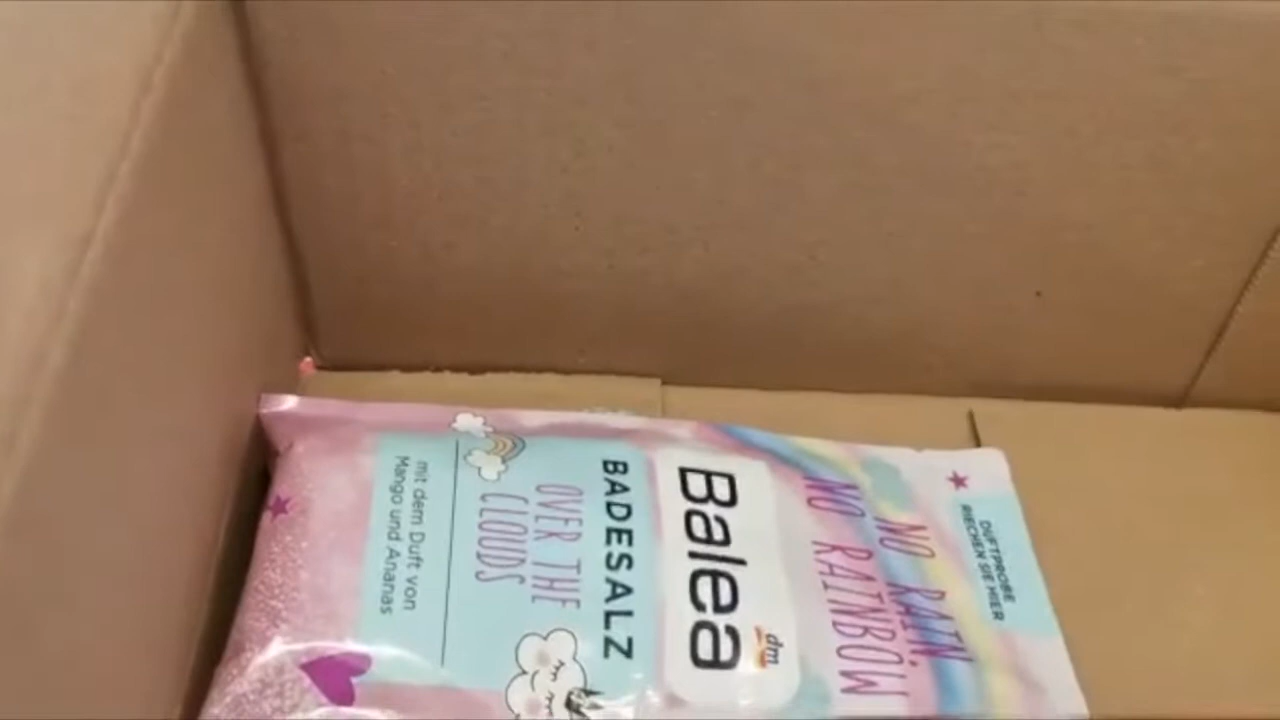 DUFTPROBE
RIECHEN SIE HIER
NO RAIN,
NO RAINBOW
Balea
dm
BADESALZ
OVER THE
CLOUDS
mit dem Duft von
Mango und Ananas